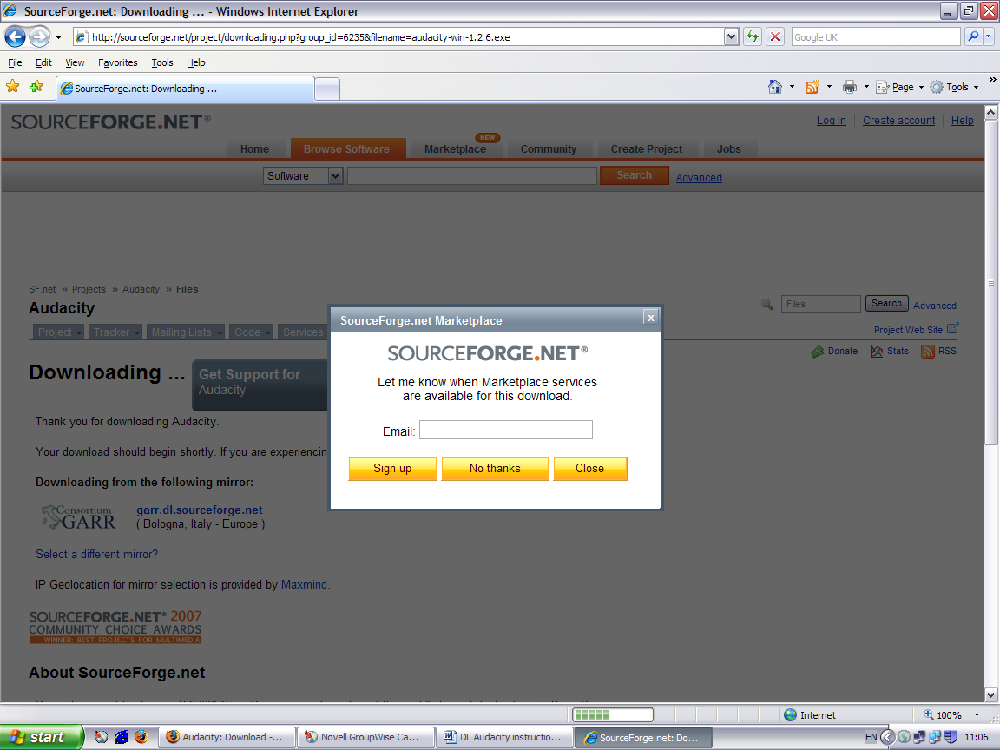 SourceForge.net: Downloading ... - Windows Internet Explorer
http://sourceforge.net/project/downloading.php?group_id=6235&filename=audacity-win-1.2.6.exe
Google UK
File Edit View Favorites Tools Help
SourceForge.net: Downloading ...
Page Tools »
SOURCEFORGE.NET®
Log in Create account Help
NEW
Home Browse Software Marketplace Community Create Project Jobs
Software Search Advanced
SF.net » Projects » Audacity » Files
Audacity
Files Search Advanced
Project Tracker Mailing Lists Code Services
Project Web Site
Donate Stats RSS
Downloading ...
Get Support for
Audacity
Thank you for downloading Audacity.
Your download should begin shortly. If you are experiencin
Downloading from the following mirror:
Consortium
GARR
garr.dl.sourceforge.net
( Bologna, Italy - Europe )
Select a different mirror?
IP Geolocation for mirror selection is provided by Maxmind.
SOURCEFORGE.NET® 2007
COMMUNITY CHOICE AWARDS
WINNER: BEST PROJECTS FOR MULTIMEDIA
About SourceForge.net
SourceForge.net Marketplace
x
SOURCEFORGE.NET®
Let me know when Marketplace services
are available for this download.
Email:
Sign up No thanks Close
Internet 100%
start
Audacity: Download -...
Novell GroupWise Ca...
DL Audacity instructio...
SourceForge.net: Do...
EN 11:06